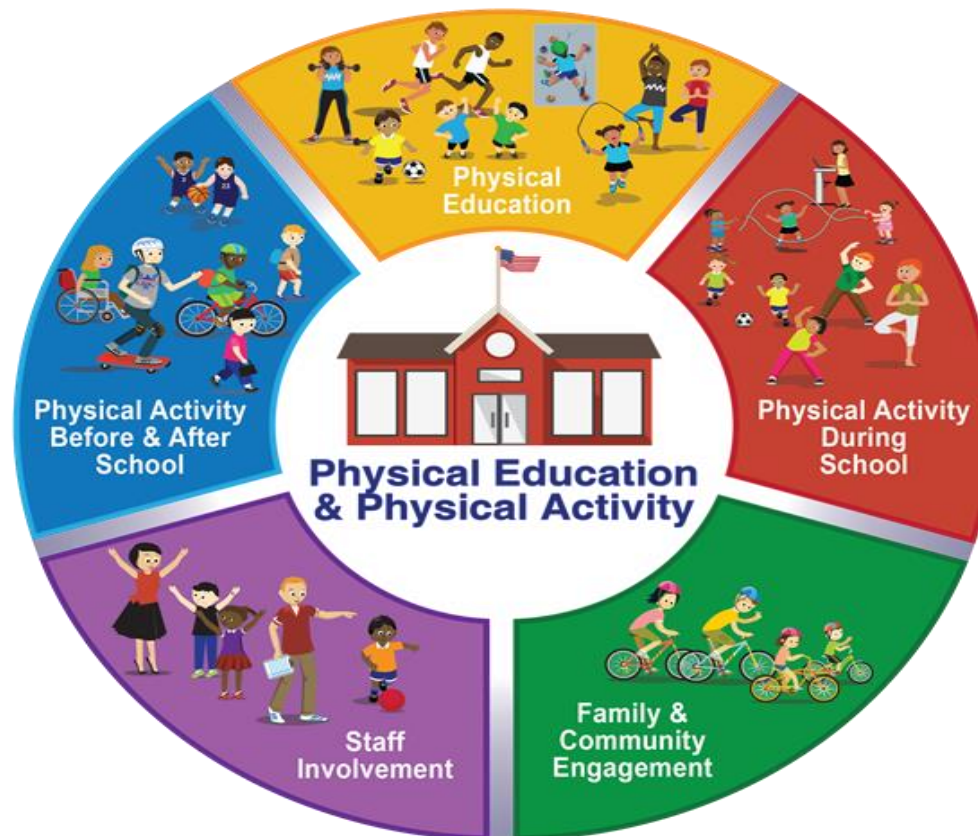 Physical
Education
Physical Activity
Before & After
School
Physical Activity
During
School
Physical Education
& Physical Activity
Staff
Involvement
Family &
Community
Engagement